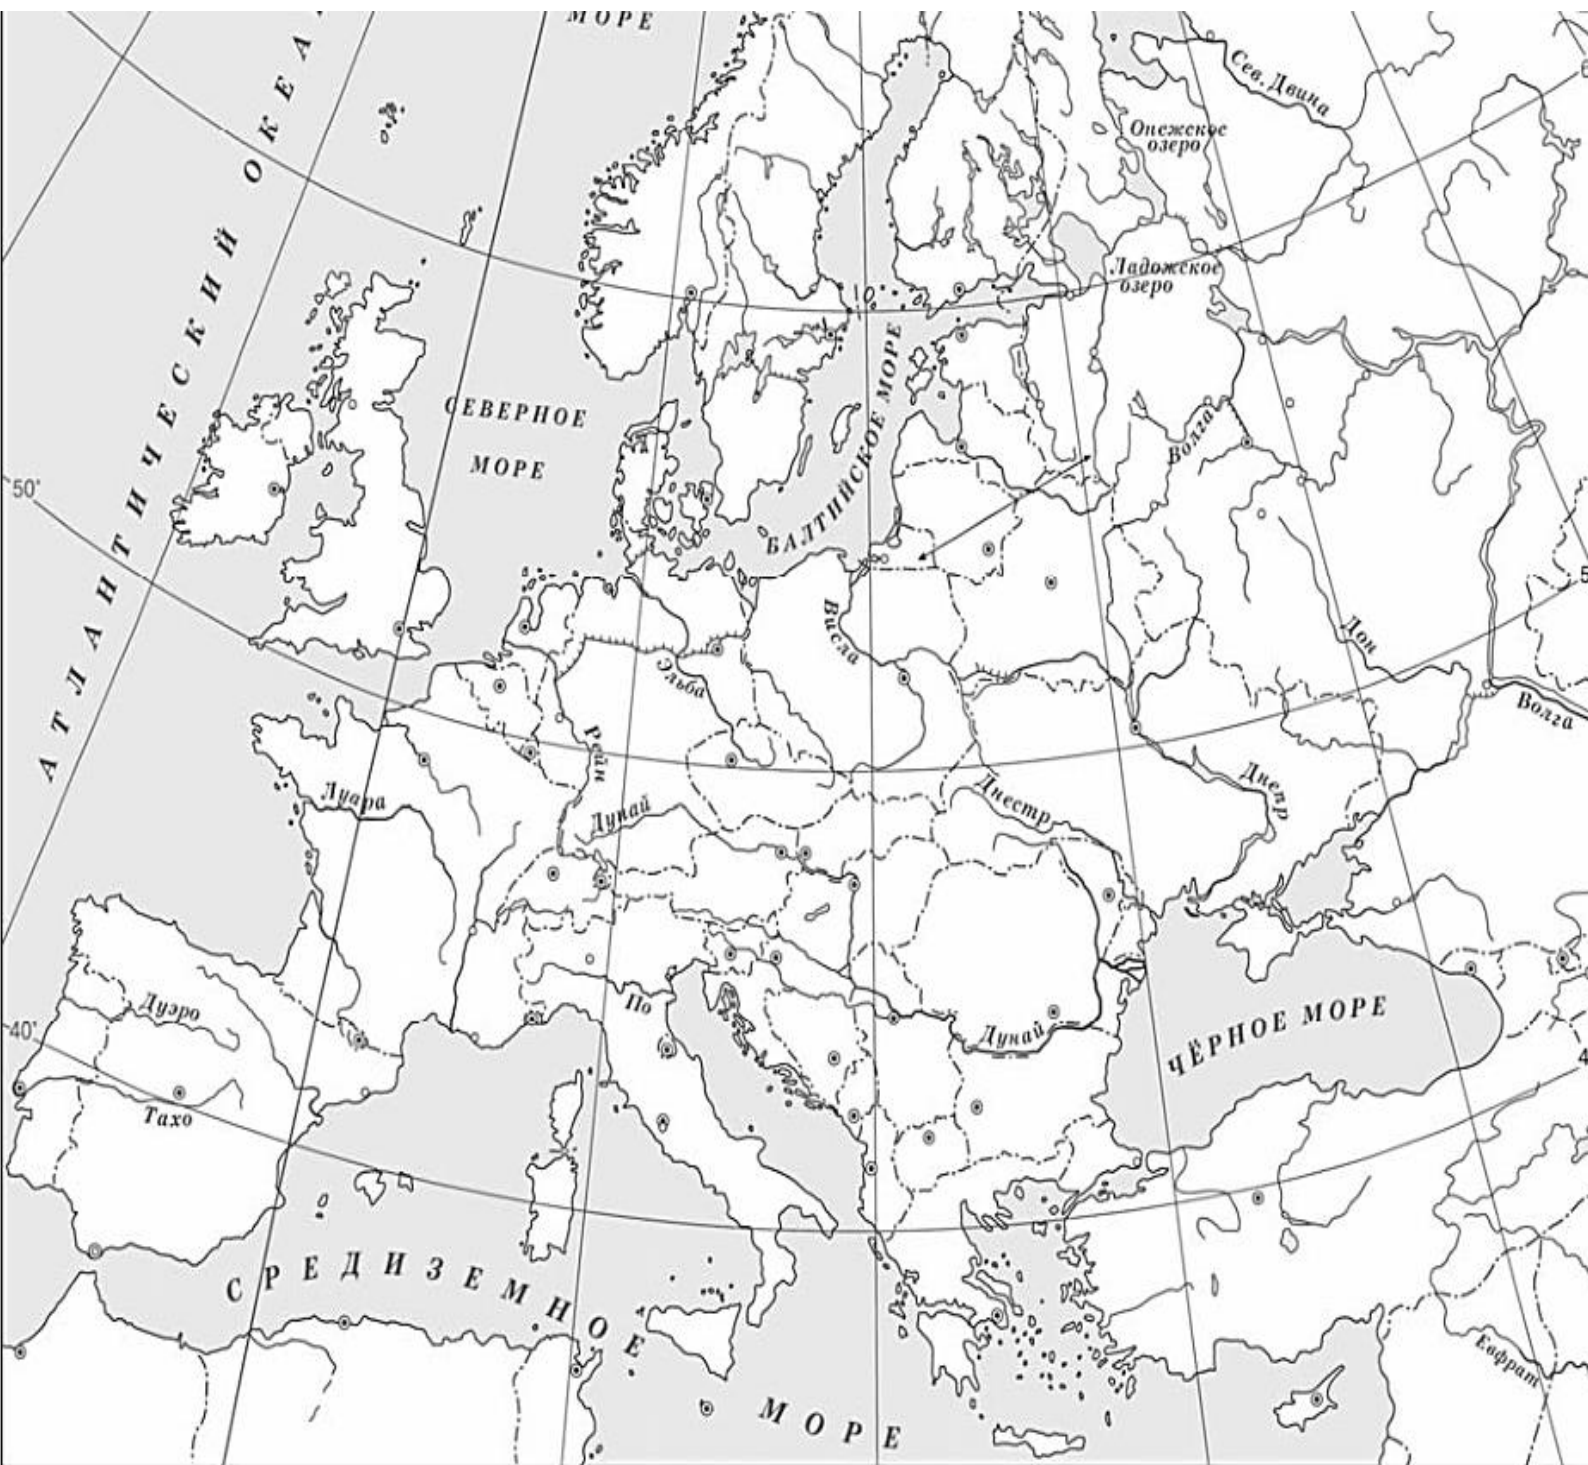 МОРЕ
АТЛАНТИЧЕСКИЙ ОКЕА
Сев. Двина
Онежское
озеро
Ладожское
озеро
СЕВЕРНОЕ
МОРЕ
БАЛТИЙСКОЕ МОРЕ
Волга
50°
Висла
Эльба
Дон
Волга
Рейн
Луара
Дунай
Днестр
Днепр
По
Дуэро
Дунай
ЧЁРНОЕ МОРЕ
40°
Тахо
СРЕДИЗЕМНОЕ
МОРЕ
Евфрат